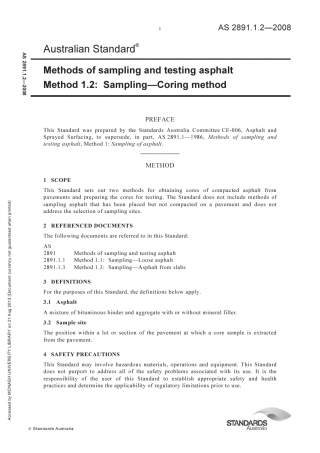 1
AS 2891.1.2—2008
Australian Standard®
Methods of sampling and testing asphalt
Method 1.2: Sampling—Coring method
PREFACE
This Standard was prepared by the Standards Australia Committee CE-006, Asphalt and
Sprayed Surfacing, to supersede, in part, AS 2891.1—1986, Methods of sampling and
testing asphalt, Method 1: Sampling of asphalt.
METHOD
1 SCOPE
This Standard sets out two methods for obtaining cores of compacted asphalt from
pavements and preparing the cores for testing. The Standard does not include methods of
sampling asphalt that has been placed but not compacted on a pavement and does not
address the selection of sampling sites.
2 REFERENCED DOCUMENTS
The following documents are referred to in this Standard:
AS
2891 Methods of sampling and testing asphalt
2891.1.1 Method 1.1: Sampling—Loose asphalt
2891.1.3 Method 1.3: Sampling—Asphalt from slabs
3 DEFINITIONS
For the purposes of this Standard, the definitions below apply.
3.1 Asphalt
A mixture of bituminous binder and aggregate with or without mineral filler.
3.2 Sample site
The position within a lot or section of the pavement at which a core sample is extracted
from the pavement.
4 SAFETY PRECAUTIONS
This Standard may involve hazardous materials, operations and equipment. This Standard
does not purport to address all of the safety problems associated with its use. It is the
responsibility of the user of this Standard to establish appropriate safety and health
practices and determine the applicability of regulatory limitations prior to use.
© Standards Australia
STANDARDS
Australia
AS 2891.1.2—2008
Accessed by MONASH UNIVERSITY LIBRARY on 21 Aug 2012 (Document currency not guaranteed when printed)